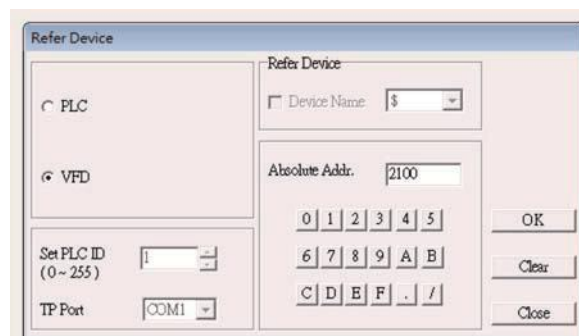 Refer Device
PLC
VFD
Set PLC ID
(0~255)
1
TP Port
COM1
Refer Device
Device Name
$
Absolute Addr.
2100
0 1 2 3 4 5
6 7 8 9 A B
C D E F . /
OK
Clear
Close